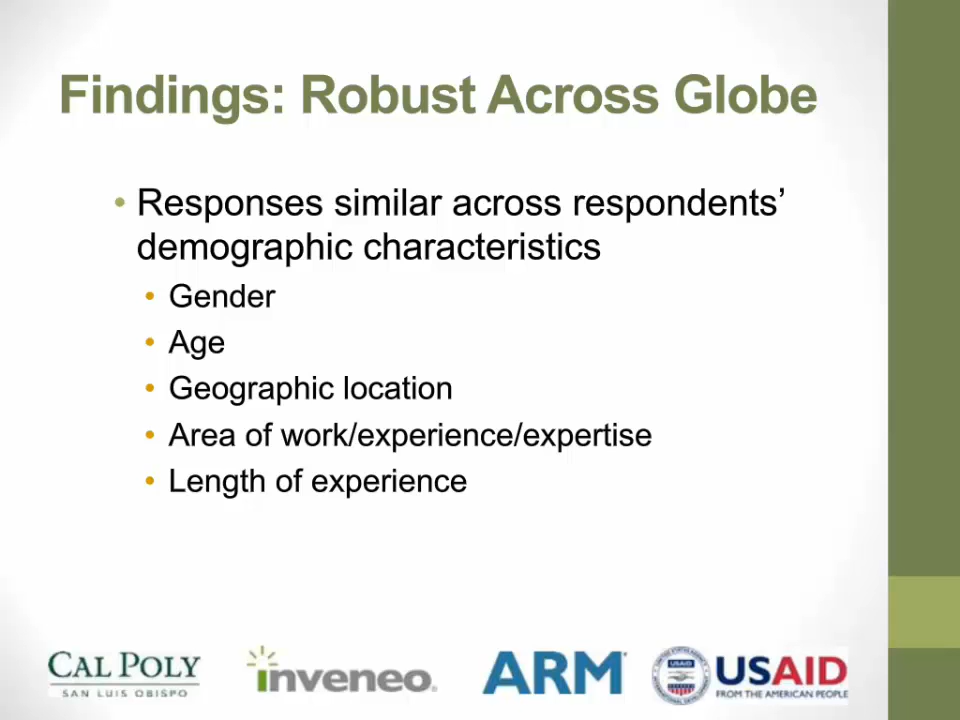 Findings: Robust Across Globe
• Responses similar across respondents’
demographic characteristics
• Gender
• Age
• Geographic location
• Area of work/experience/expertise
• Length of experience
CAL POLY
SAN LUIS OBISPO
inveneo
ARM
USAID
USAID
FROM THE AMERICAN PEOPLE